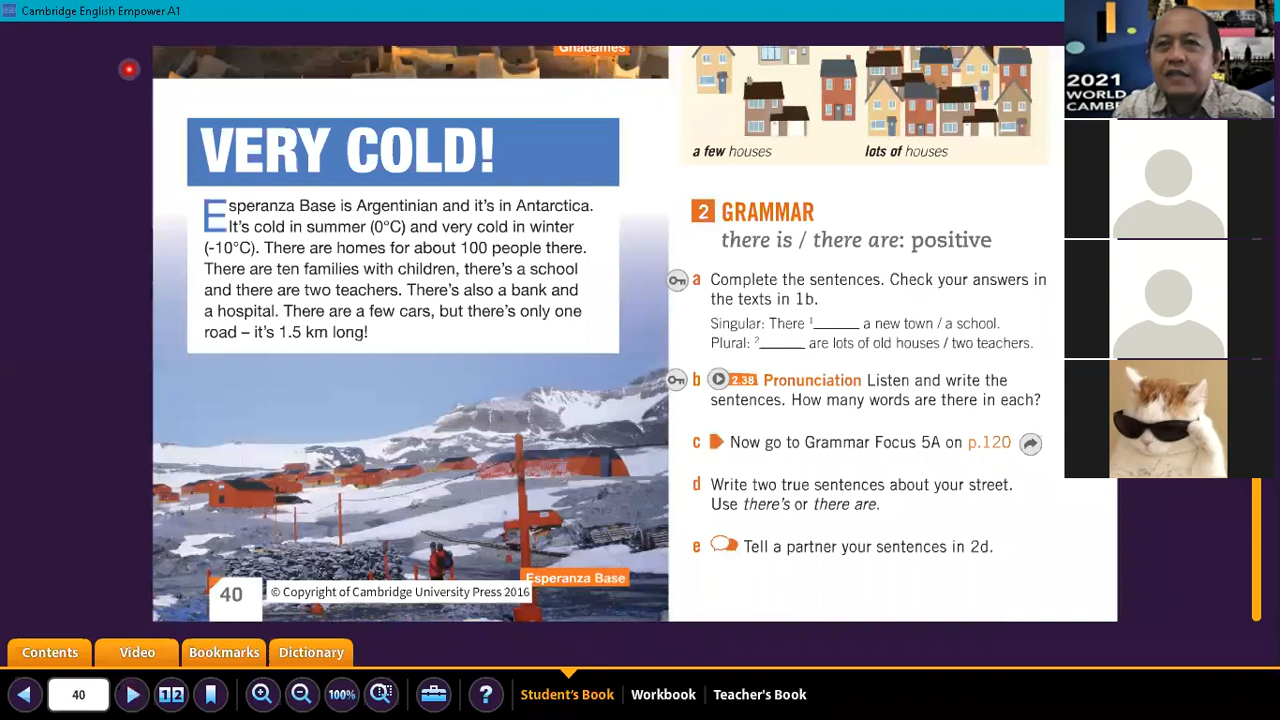 Cambridge English Empower A1
Ghadames
VERY COLD!
Esperanza Base is Argentinian and it's in Antarctica.
It's cold in summer (0°C) and very cold in winter
(-10°C). There are homes for about 100 people there.
There are ten families with children, there's a school
and there are two teachers. There's also a bank and
a hospital. There are a few cars, but there's only one
road – it's 1.5 km long!
Esperanza Base
40
© Copyright of Cambridge University Press 2016
a few houses
lots of houses
2 GRAMMAR
there is / there are: positive
a Complete the sentences. Check your answers in
the texts in 1b.
Singular: There ¹______ a new town / a school.
Plural: ²______ are lots of old houses / two teachers.
b 2.38 Pronunciation Listen and write the
sentences. How many words are there in each?
c Now go to Grammar Focus 5A on p.120
d Write two true sentences about your street.
Use there's or there are.
e Tell a partner your sentences in 2d.
2021
WORLD
CAMB
Contents
Video
Bookmarks
Dictionary
40
1 2
100%
?
Student's Book
Workbook
Teacher's Book